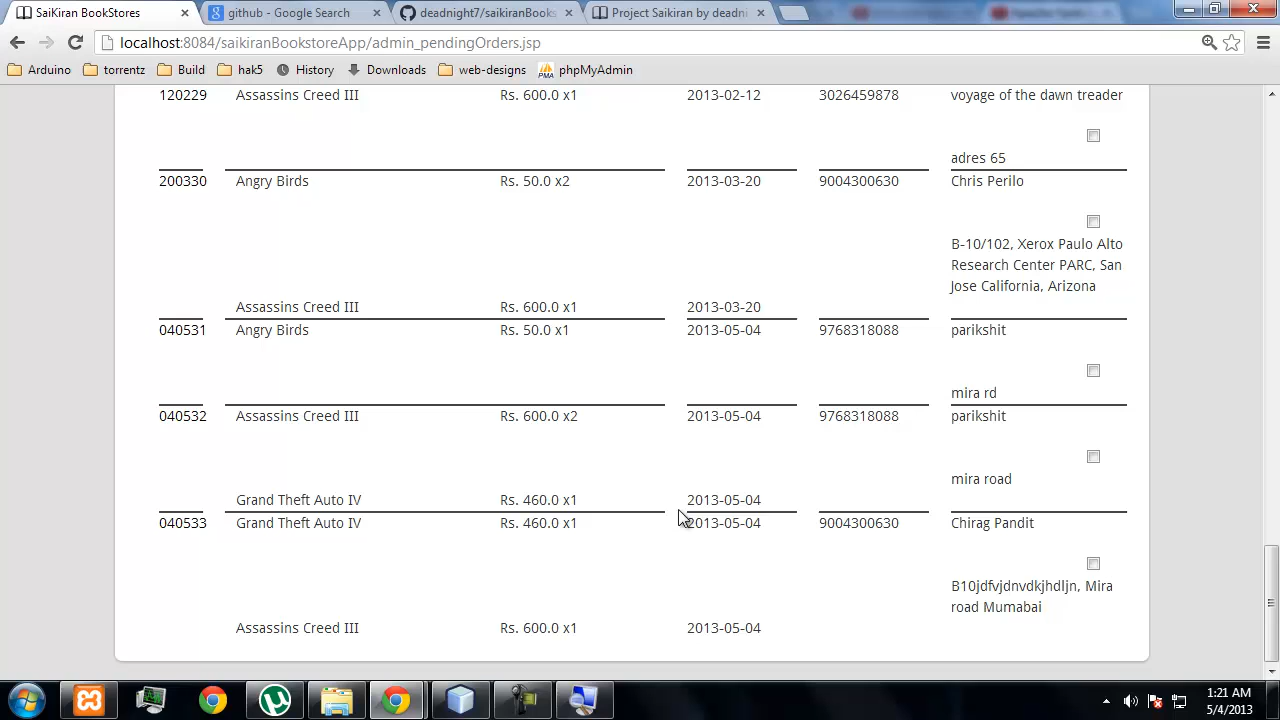 SaiKiran BookStores
github - Google Search
deadnight7/saikiranBooks
Project Saikiran by deadni
localhost:8084/saikiranBookstoreApp/admin_pendingOrders.jsp
Arduino torrentz Build hak5 History Downloads web-designs phpMyAdmin
120229 Assassins Creed III Rs. 600.0 x1 2013-02-12 3026459878 voyage of the dawn treader
adres 65
200330 Angry Birds Rs. 50.0 x2 2013-03-20 9004300630 Chris Perilo
B-10/102, Xerox Paulo Alto
Research Center PARC, San
Jose California, Arizona
Assassins Creed III Rs. 600.0 x1 2013-03-20
040531 Angry Birds Rs. 50.0 x1 2013-05-04 9768318088 parikshit
mira rd
040532 Assassins Creed III Rs. 600.0 x2 2013-05-04 9768318088 parikshit
mira road
Grand Theft Auto IV Rs. 460.0 x1 2013-05-04
040533 Grand Theft Auto IV Rs. 460.0 x1 2013-05-04 9004300630 Chirag Pandit
B10jdfvjdnvdkjhdljn, Mira
road Mumabai
Assassins Creed III Rs. 600.0 x1 2013-05-04
1:21 AM
5/4/2013